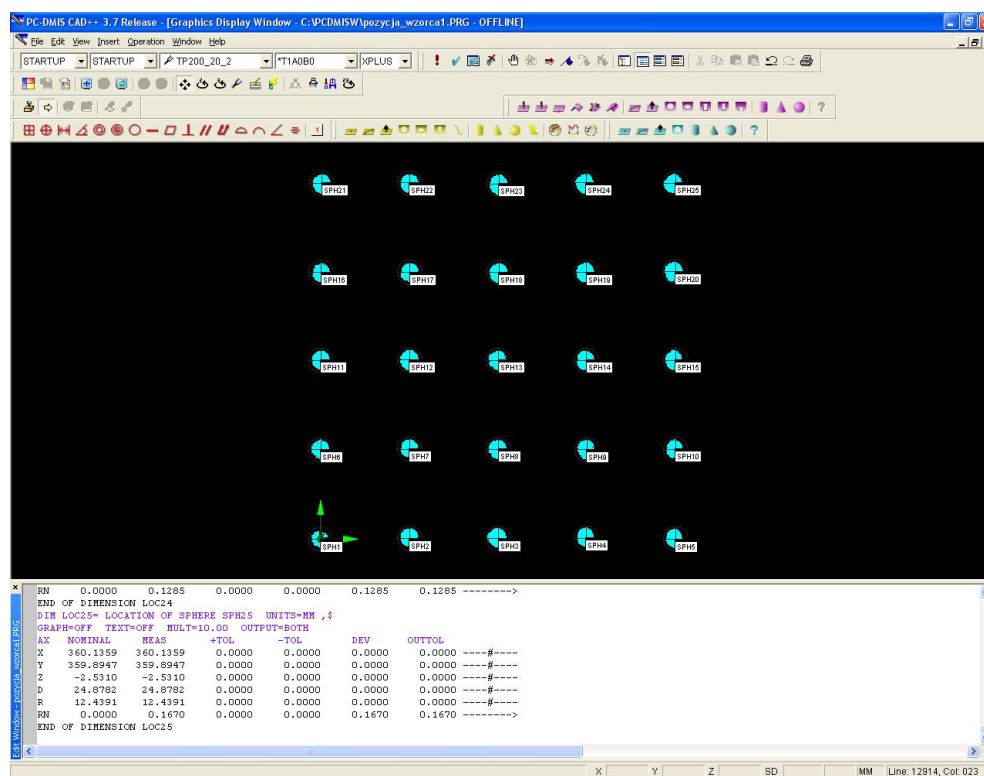 PC-DMIS CAD++ 3.7 Release - [Graphics Display Window - C:\PCDMISW\pozycja_wzorca1.PRG - OFFLINE]
File Edit View Insert Operation Window Help
STARTUP STARTUP TP200_20_2 *T1A0B0 XPLUS
SPH21 SPH22 SPH23 SPH24 SPH25
SPH16 SPH17 SPH18 SPH19 SPH20
SPH11 SPH12 SPH13 SPH14 SPH15
SPH6 SPH7 SPH8 SPH9 SPH10
SPH1 SPH2 SPH3 SPH4 SPH5
Edit Window - pozycja_wzorca1.PRG
RN 0.0000 0.1285 0.0000 0.0000 0.1285 0.1285 -------->
END OF DIMENSION LOC24
DIM LOC25= LOCATION OF SPHERE SPH25 UNITS=MM ,$
GRAPH=OFF TEXT=OFF MULT=10.00 OUTPUT=BOTH
AX NOMINAL MEAS +TOL -TOL DEV OUTTOL
X 360.1359 360.1359 0.0000 0.0000 0.0000 0.0000 ----#----
Y 359.8947 359.8947 0.0000 0.0000 0.0000 0.0000 ----#----
Z -2.5310 -2.5310 0.0000 0.0000 0.0000 0.0000 ----#----
D 24.8782 24.8782 0.0000 0.0000 0.0000 0.0000 ----#----
R 12.4391 12.4391 0.0000 0.0000 0.0000 0.0000 ----#----
RN 0.0000 0.1670 0.0000 0.0000 0.1670 0.1670 -------->
END OF DIMENSION LOC25
X Y Z SD MM Line: 12914, Col: 023